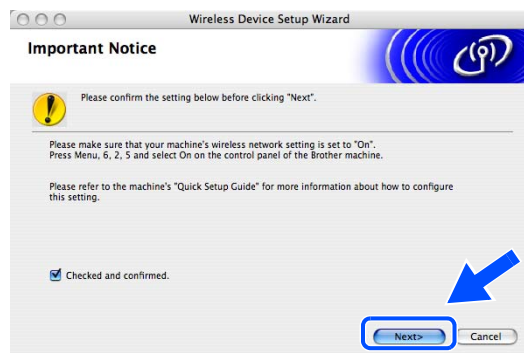 Wireless Device Setup Wizard
Important Notice
Please confirm the setting below before clicking "Next".
Please make sure that your machine's wireless network setting is set to "On".
Press Menu, 6, 2, 5 and select On on the control panel of the Brother machine.
Please refer to the machine's "Quick Setup Guide" for more information about how to configure
this setting.
Checked and confirmed.
Next>
Cancel